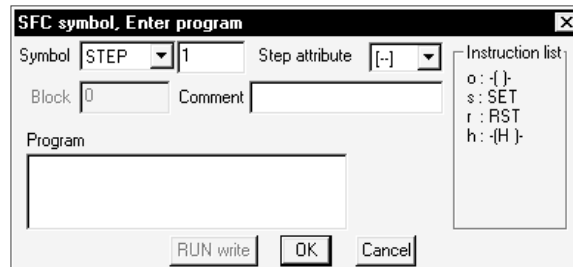 SFC symbol, Enter program
Symbol STEP 1 Step attribute [--]
Block 0 Comment
Program
Instruction list
o : -( )-
s : SET
r : RST
h : -(H )-
RUN write OK Cancel